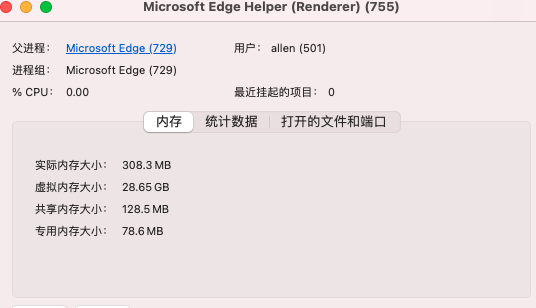 Microsoft Edge Helper (Renderer) (755)
父进程： Microsoft Edge (729) 用户： allen (501)
进程组： Microsoft Edge (729)
% CPU： 0.00 最近挂起的项目： 0
内存 统计数据 打开的文件和端口
实际内存大小： 308.3 MB
虚拟内存大小： 28.65 GB
共享内存大小： 128.5 MB
专用内存大小： 78.6 MB